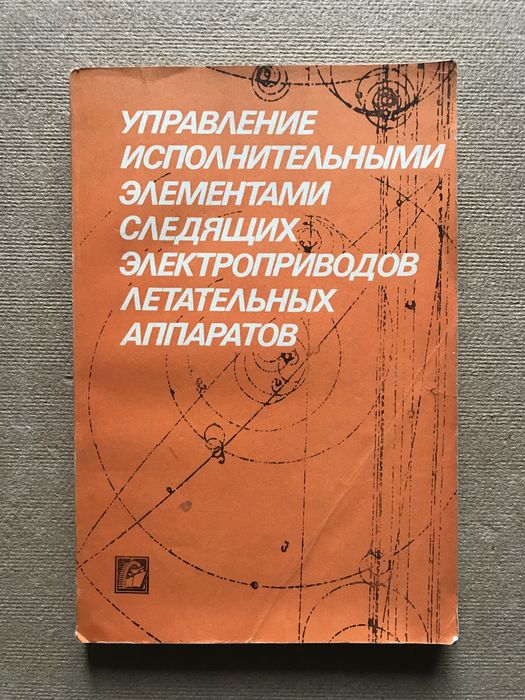 УПРАВЛЕНИЕ
ИСПОЛНИТЕЛЬНЫМИ
ЭЛЕМЕНТАМИ
СЛЕДЯЩИХ
ЭЛЕКТРОПРИВОДОВ
ЛЕТАТЕЛЬНЫХ
АППАРАТОВ